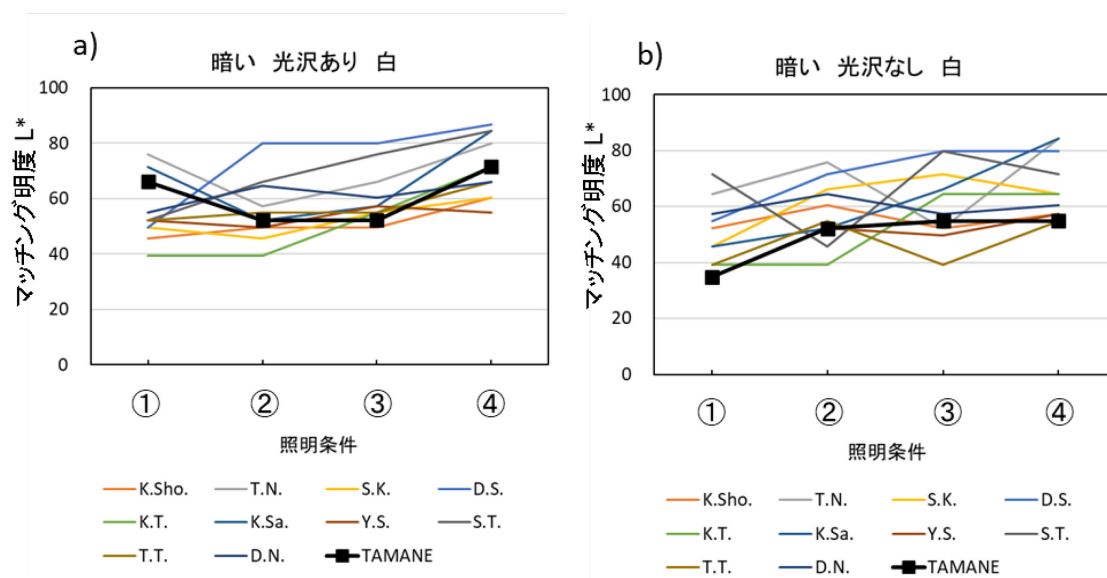 a)
暗い 光沢あり 白
マッチング明度 L*
100
80
60
40
20
0
① ② ③ ④
照明条件
K.Sho. T.N. S.K. D.S.
K.T. K.Sa. Y.S. S.T.
T.T. D.N. TAMANE
b)
暗い 光沢なし 白
マッチング明度 L*
100
80
60
40
20
0
① ② ③ ④
照明条件
K.Sho. T.N. S.K. D.S.
K.T. K.Sa. Y.S. S.T.
T.T. D.N. TAMANE